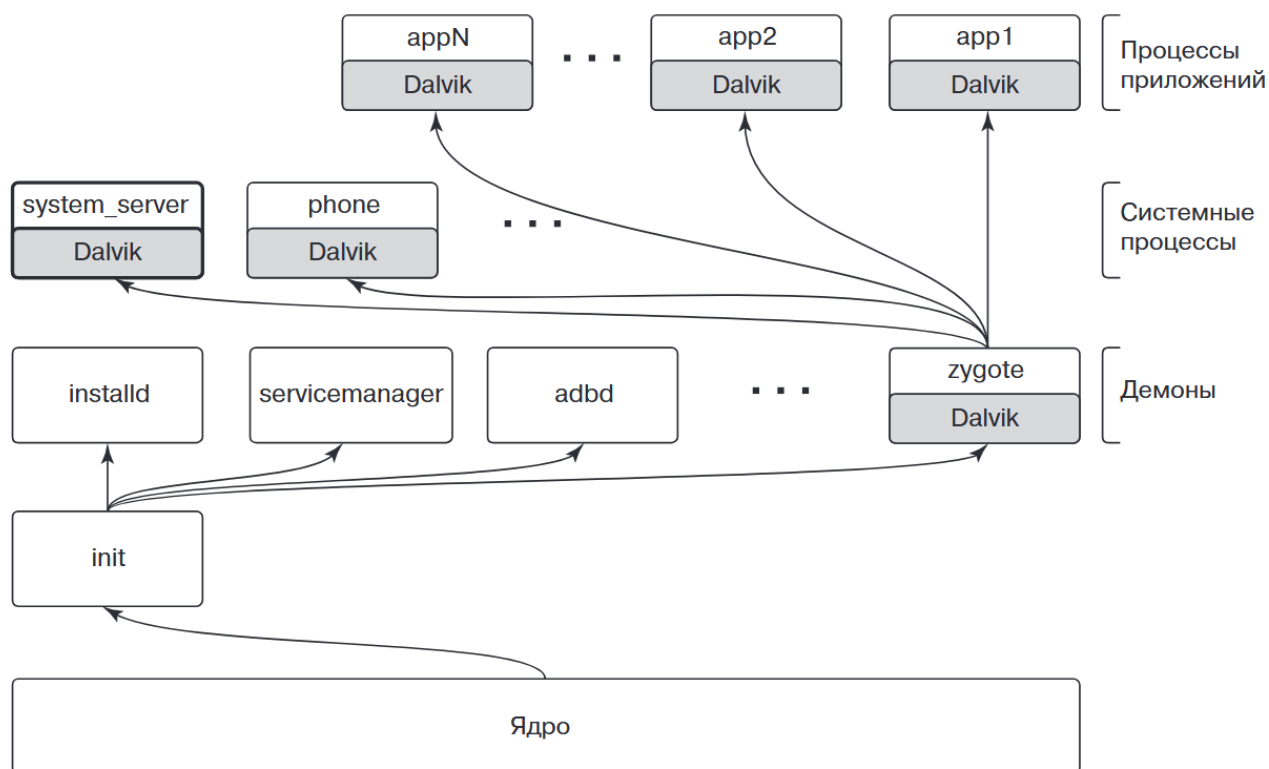 appN
Dalvik
app2
Dalvik
app1
Dalvik
Процессы
приложений
system_server
Dalvik
phone
Dalvik
Системные
процессы
installd
servicemanager
adbd
zygote
Dalvik
Демоны
init
Ядро